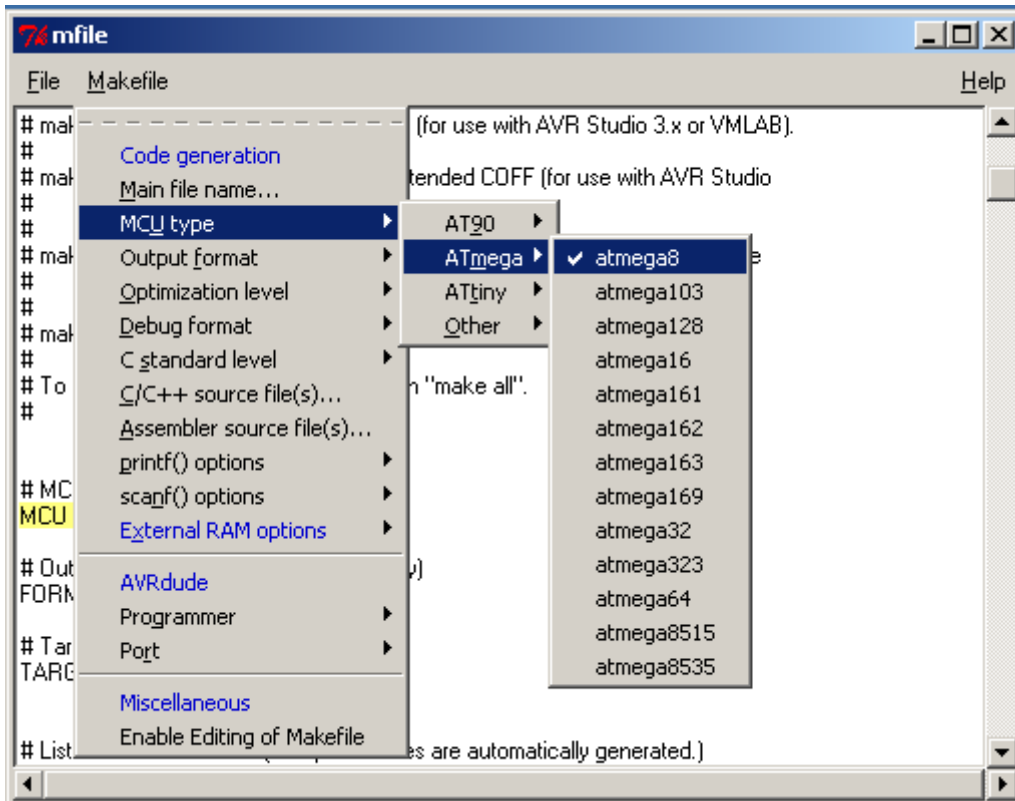 mfile
File Makefile Help
# mak (for use with AVR Studio 3.x or VMLAB).
#
# mak tended COFF (for use with AVR Studio
#
#
# mak e
#
#
# mak
#
# To n "make all".
#
# MC
MCU
# Out y)
FORM
# Tar
TARG
# List es are automatically generated.)
Code generation
Main file name...
MCU type
Output format
Optimization level
Debug format
C standard level
C/C++ source file(s)...
Assembler source file(s)...
printf() options
scanf() options
External RAM options
AVRdude
Programmer
Port
Miscellaneous
Enable Editing of Makefile
AT90
ATmega
ATtiny
Other
atmega8
atmega103
atmega128
atmega16
atmega161
atmega162
atmega163
atmega169
atmega32
atmega323
atmega64
atmega8515
atmega8535